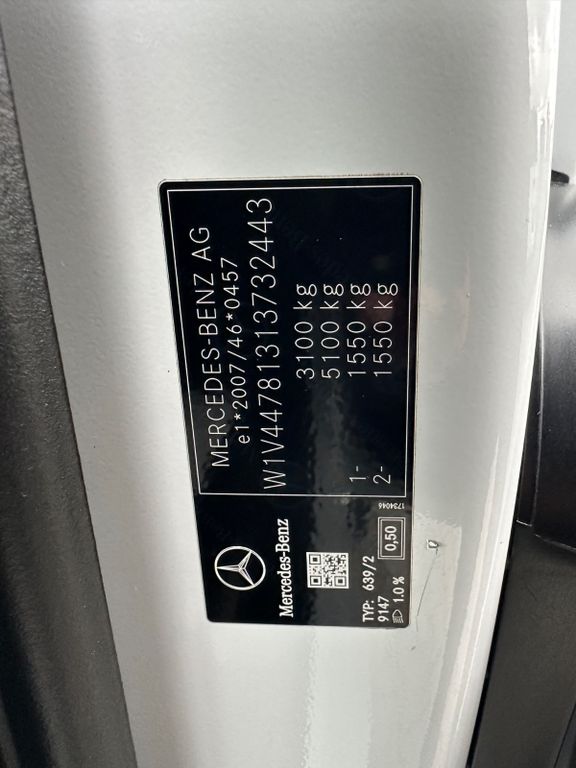 MERCEDES-BENZ AG
e1*2007/46*0457
W1V44781313732443
3100 kg
5100 kg
1- 1550 kg
2- 1550 kg
1734046
Mercedes-Benz
TYP: 639/2
9147 0,50
1.0 %